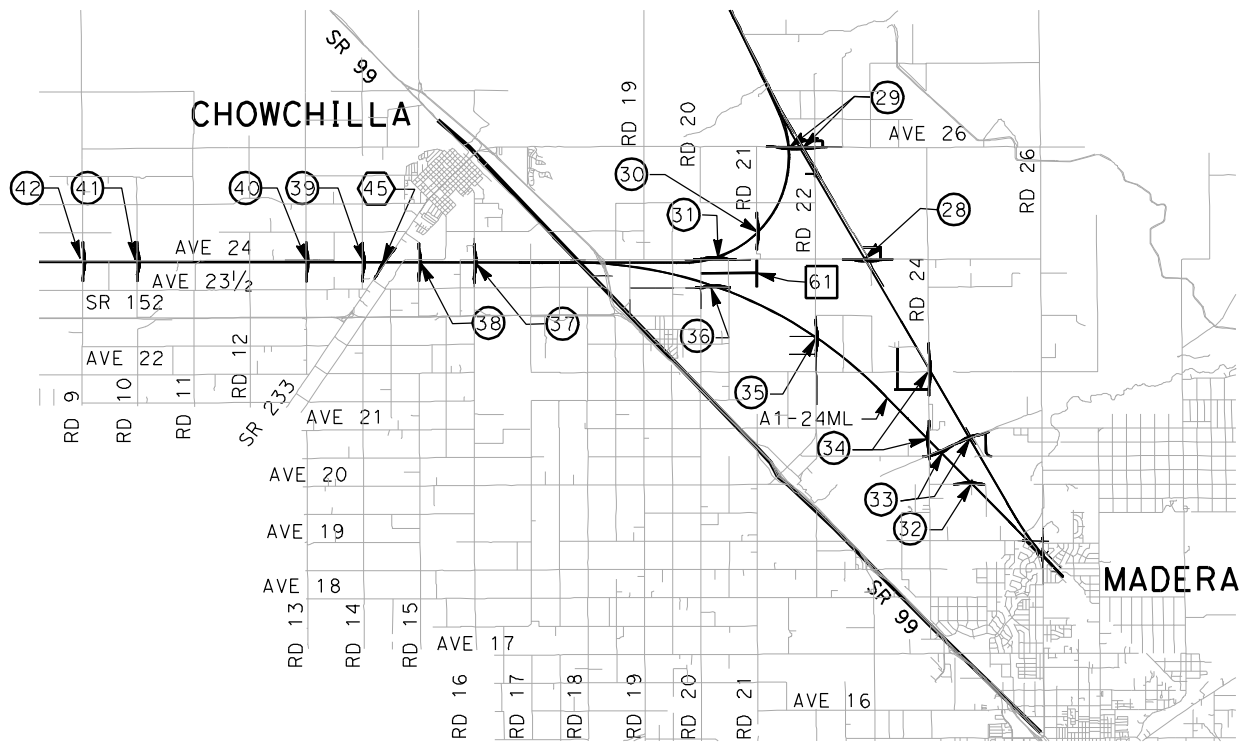 SR 99
CHOWCHILLA
RD 19
RD 20
29
AVE 26
RD 21
RD 26
30
42
41
40
39
45
RD 22
31
28
AVE 24
AVE 23½
61
RD 24
SR 152
38
37
36
AVE 22
RD 12
35
RD 9
RD 10
RD 11
SR 233
AVE 21
A1-24ML
34
AVE 20
33
32
AVE 19
AVE 18
MADERA
SR 99
RD 13
RD 14
RD 15
AVE 17
RD 16
RD 17
RD 18
RD 19
RD 20
RD 21
AVE 16